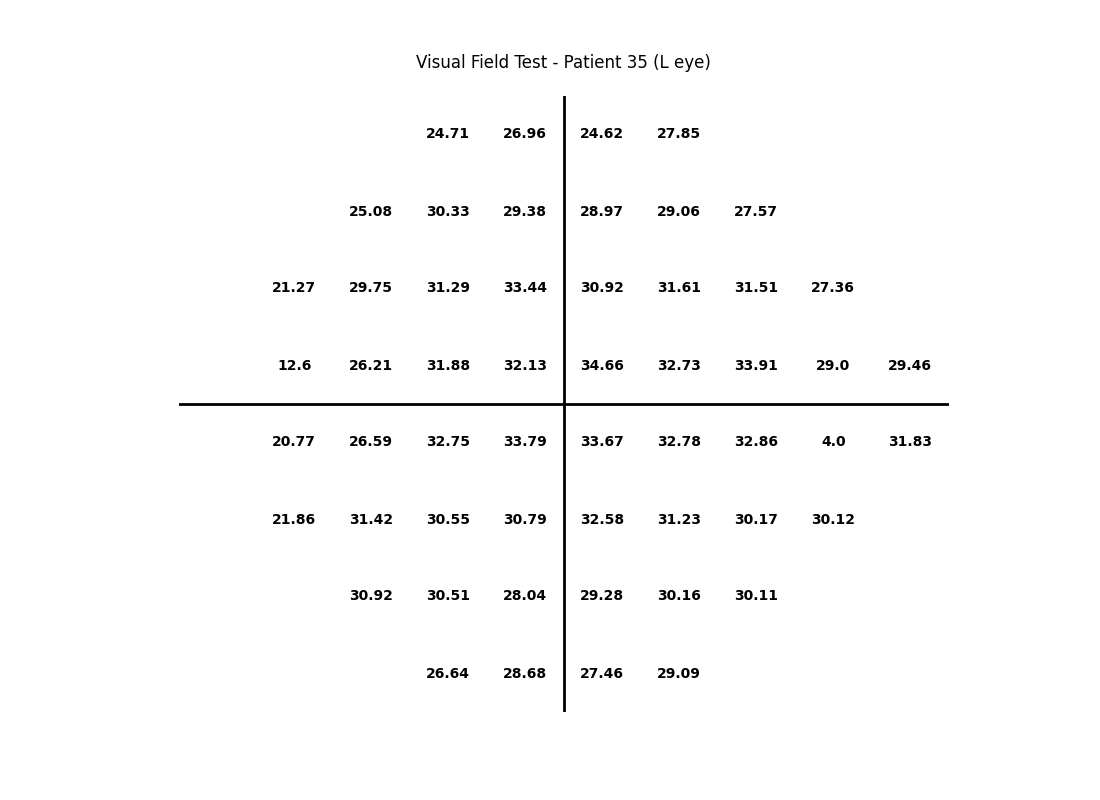 Visual Field Test - Patient 35 (L eye)
24.71 26.96 24.62 27.85
25.08 30.33 29.38 28.97 29.06 27.57
21.27 29.75 31.29 33.44 30.92 31.61 31.51 27.36
12.6 26.21 31.88 32.13 34.66 32.73 33.91 29.0 29.46
20.77 26.59 32.75 33.79 33.67 32.78 32.86 4.0 31.83
21.86 31.42 30.55 30.79 32.58 31.23 30.17 30.12
30.92 30.51 28.04 29.28 30.16 30.11
26.64 28.68 27.46 29.09